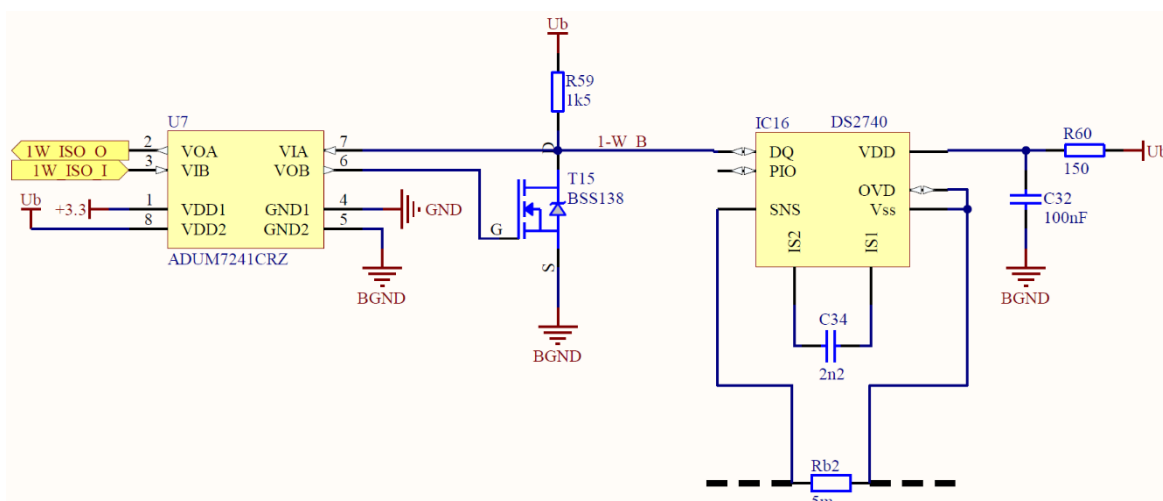 Ub
R59
1k5
U7
1W_ISO_O
1W_ISO_I
2
3
VOA
VIB
VIA
VOB
7
6
1-W_B
D
T15
BSS138
G
S
Ub
+3.3
1
8
VDD1
VDD2
GND1
GND2
4
5
GND
ADUM7241CRZ
BGND
BGND
IC16
DS2740
DQ
PIO
SNS
VDD
OVD
Vss
IS2
IS1
R60
150
Ub
C32
100nF
BGND
C34
2n2
Rb2
5m